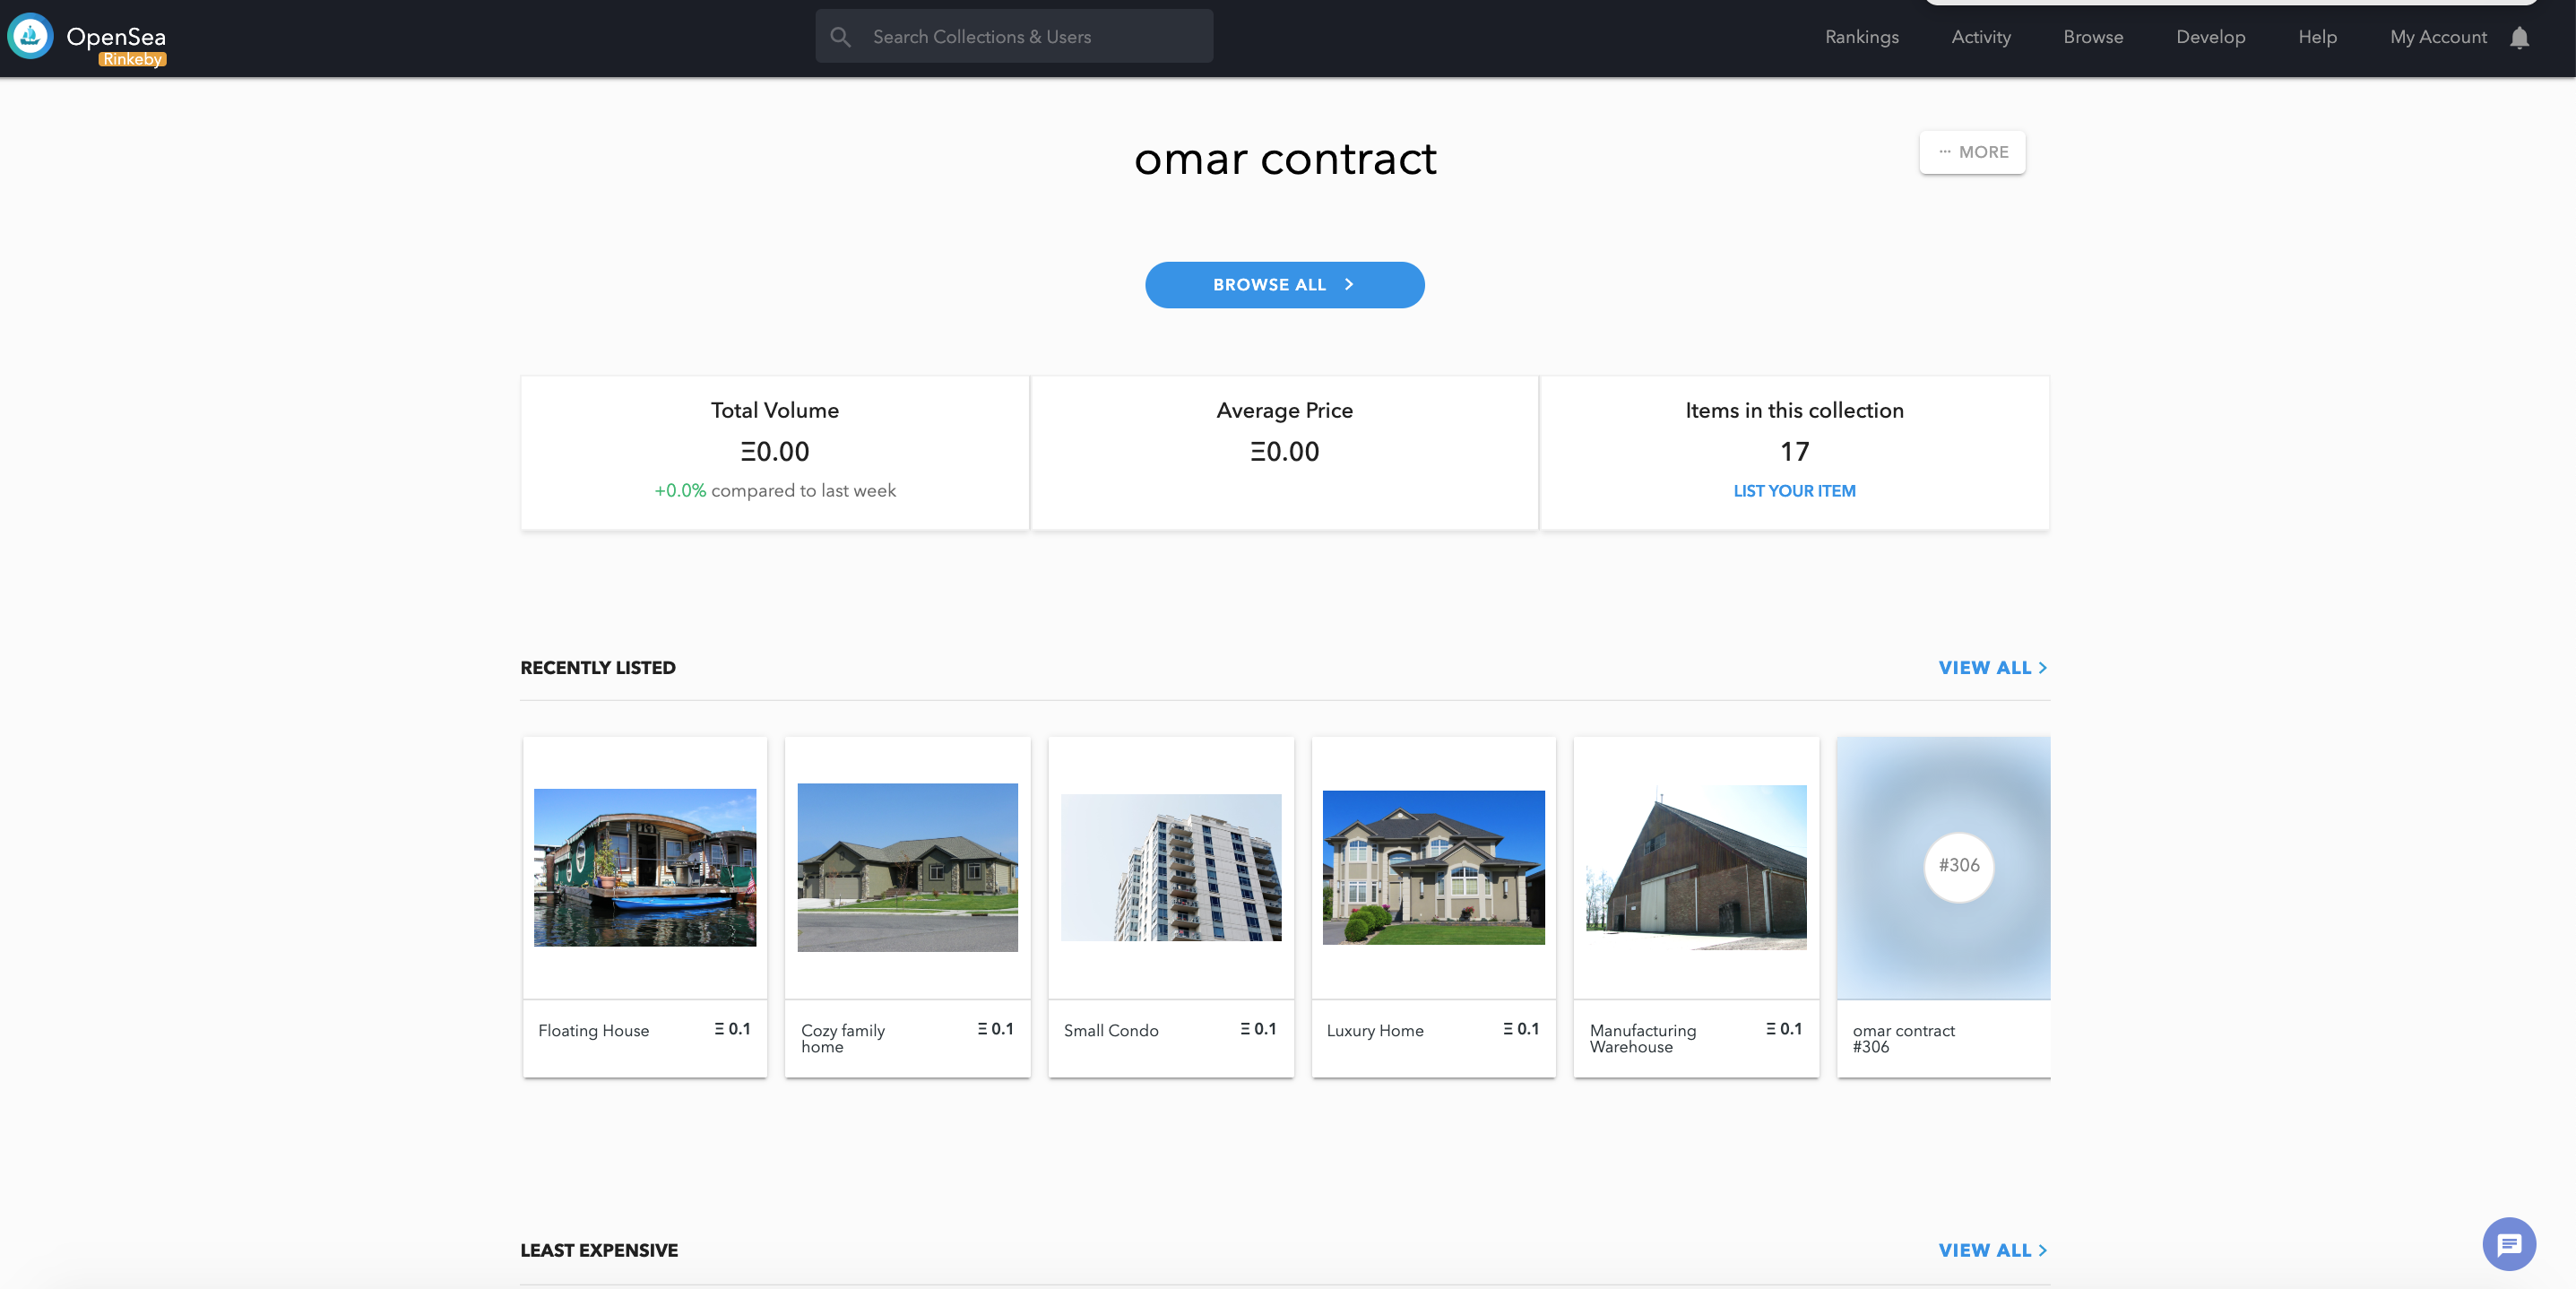 OpenSea
Rinkeby
Search Collections & Users
Rankings
Activity
Browse
Develop
Help
My Account
omar contract
··· MORE
BROWSE ALL >
Total Volume
Ξ0.00
+0.0% compared to last week
Average Price
Ξ0.00
Items in this collection
17
LIST YOUR ITEM
RECENTLY LISTED
VIEW ALL >
Floating House
Ξ 0.1
Cozy family
home
Ξ 0.1
Small Condo
Ξ 0.1
Luxury Home
Ξ 0.1
Manufacturing
Warehouse
Ξ 0.1
#306
omar contract
#306
LEAST EXPENSIVE
VIEW ALL >